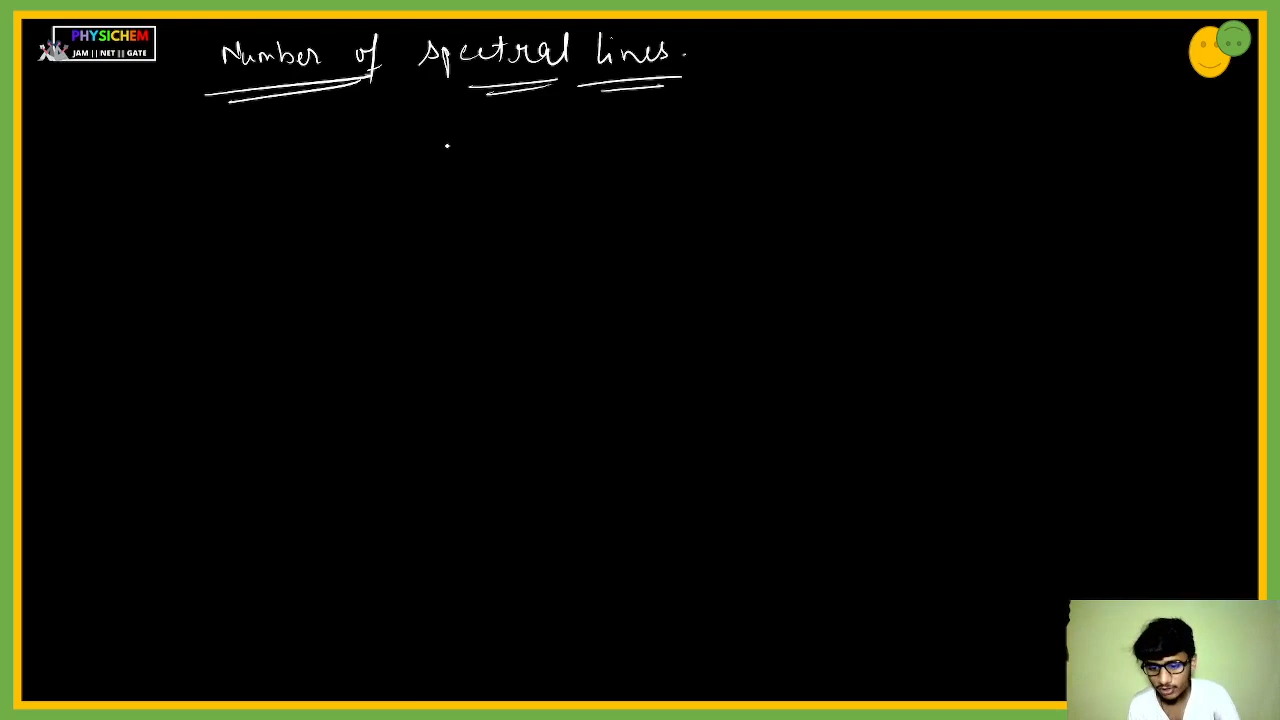 PHYSICHEM
JAM || NET || GATE
Number of spectral lines.